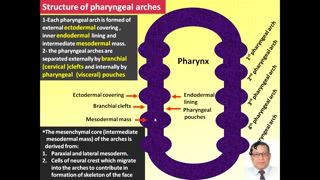 Structure of pharyngeal arches
1-Each pharyngeal arch is formed of
external ectodermal covering ,
inner endodermal lining and
intermediate mesodermal mass.
2- the pharyngeal arches are
separated externally by branchial
(cervical )clefts and internally by
pharyngeal (visceral) pouches
Pharynx
1st pharyngeal arch
2nd pharyngeal arch
3rd pharyngeal arch
4th pharyngeal arch
Ectodermal covering
Branchial clefts
Mesodermal mass
Endodermal
lining
Pharyngeal
pouches
•The mesenchymal core (intermediate
mesodermal mass) of the arches is
derived from:
1. Paraxial and lateral mesoderm.
2. Cells of neural crest which migrate
into the arches to contribute in
formation of skeleton of the face